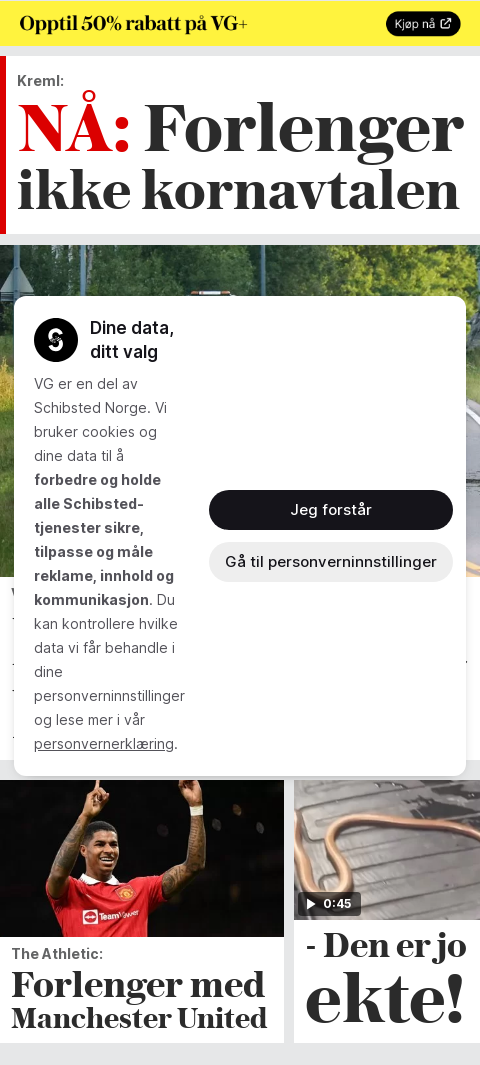 Opptil 50% rabatt på VG+
Kjøp nå
Kreml:
NÅ: Forlenger
ikke kornavtalen
Dine data,
ditt valg
VG er en del av
Schibsted Norge. Vi
bruker cookies og
dine data til å
forbedre og holde
alle Schibsted-
tjenester sikre,
tilpasse og måle
reklame, innhold og
kommunikasjon. Du
kan kontrollere hvilke
data vi får behandle i
dine
personverninnstillinger
og lese mer i vår
personvernerklæring.
Jeg forstår
Gå til personverninnstillinger
TeamViewer
0:45
The Athletic:
Forlenger med
Manchester United
- Den er jo
ekte!